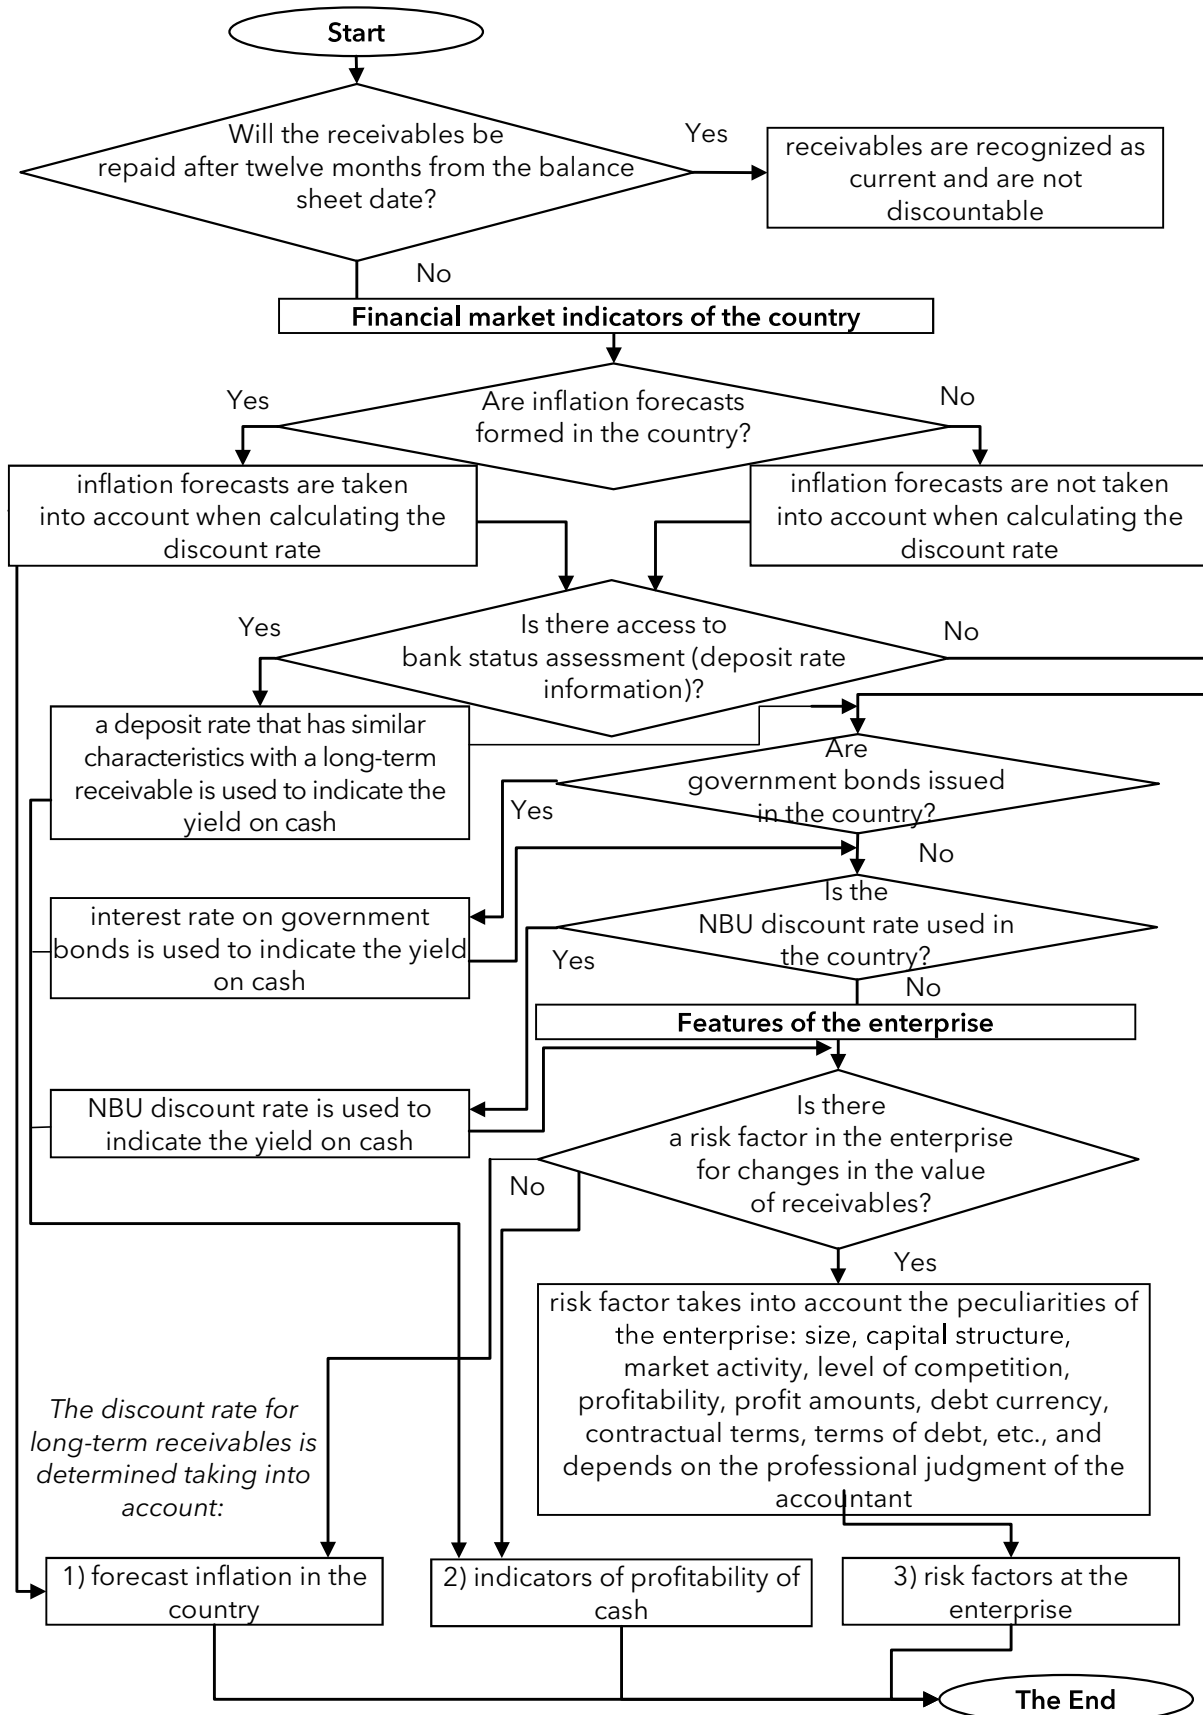 Start
Will the receivables be
repaid after twelve months from the balance
sheet date?
Yes
receivables are recognized as
current and are not
discountable
No
Financial market indicators of the country
Yes
Are inflation forecasts
formed in the country?
No
inflation forecasts are taken
into account when calculating the
discount rate
inflation forecasts are not taken
into account when calculating the
discount rate
Yes
Is there access to
bank status assessment (deposit rate
information)?
No
a deposit rate that has similar
characteristics with a long-term
receivable is used to indicate the
yield on cash
Are
government bonds issued
in the country?
Yes
No
interest rate on government
bonds is used to indicate the yield
on cash
Is the
NBU discount rate used in
the country?
Yes
No
Features of the enterprise
NBU discount rate is used to
indicate the yield on cash
Is there
a risk factor in the enterprise
for changes in the value
of receivables?
No
Yes
risk factor takes into account the peculiarities of
the enterprise: size, capital structure,
market activity, level of competition,
profitability, profit amounts, debt currency,
contractual terms, terms of debt, etc., and
depends on the professional judgment of the
accountant
The discount rate for
long-term receivables is
determined taking into
account:
1) forecast inflation in the
country
2) indicators of profitability of
cash
3) risk factors at the
enterprise
The End